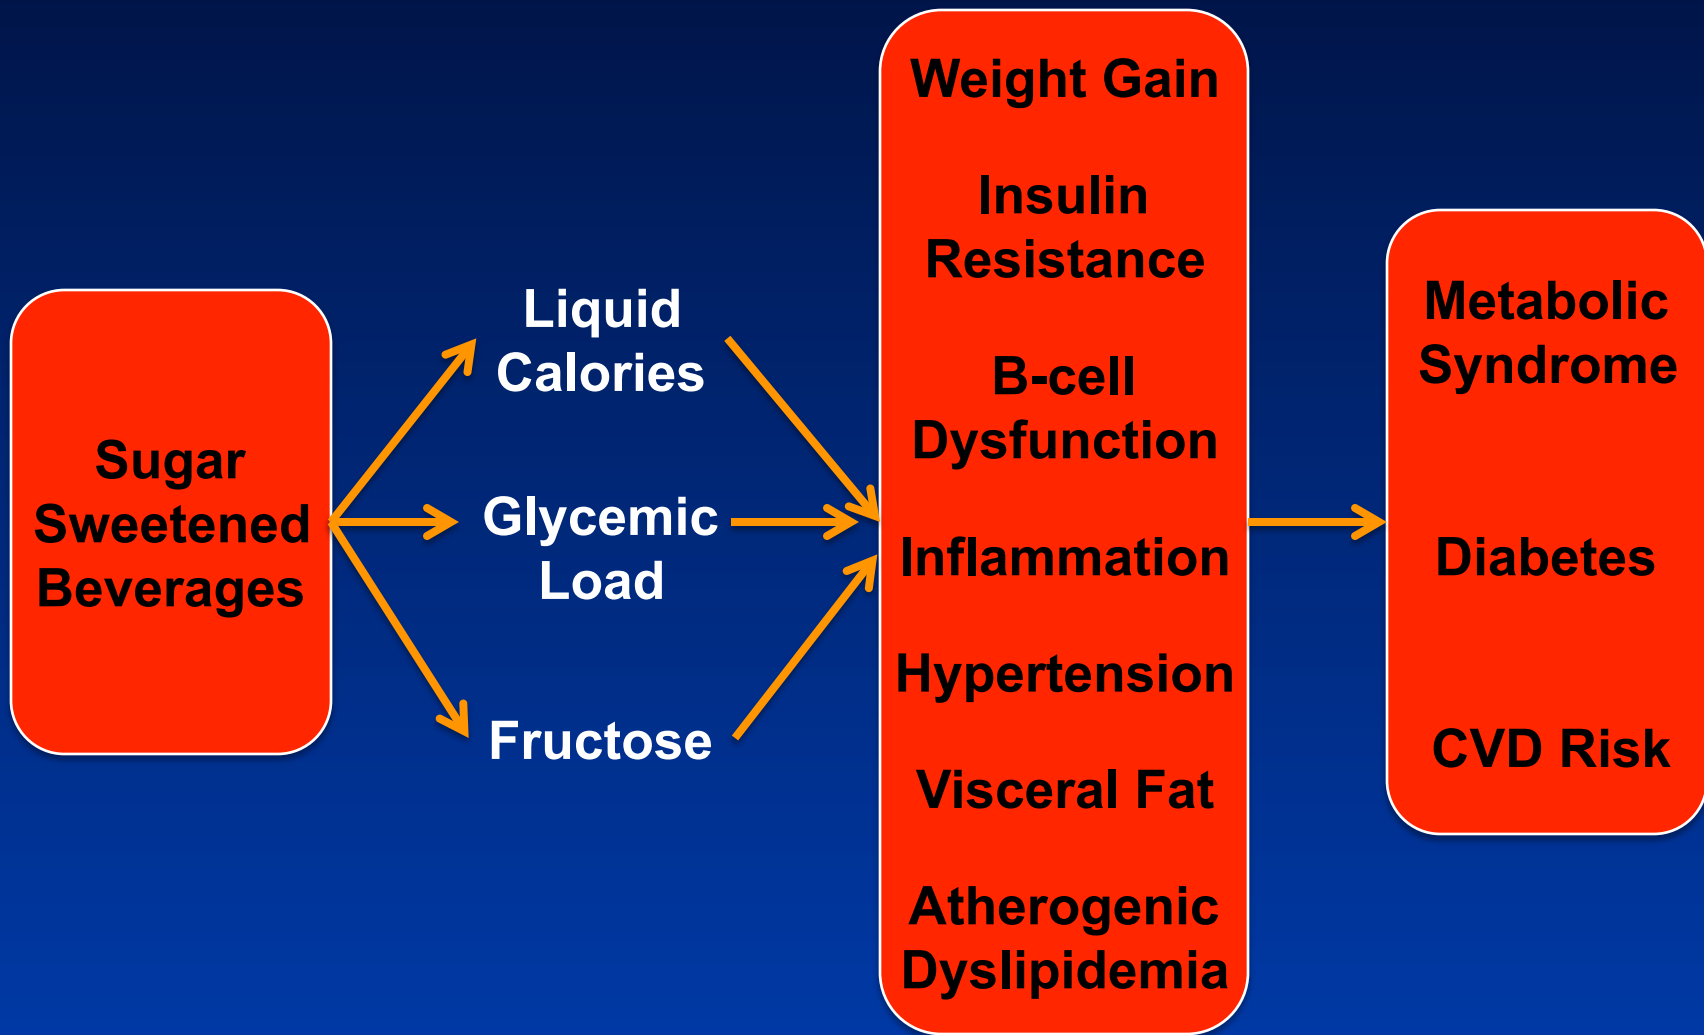 Sugar
Sweetened
Beverages
Liquid
Calories
Glycemic
Load
Fructose
Weight Gain
Insulin
Resistance
B-cell
Dysfunction
Inflammation
Hypertension
Visceral Fat
Atherogenic
Dyslipidemia
Metabolic
Syndrome
Diabetes
CVD Risk